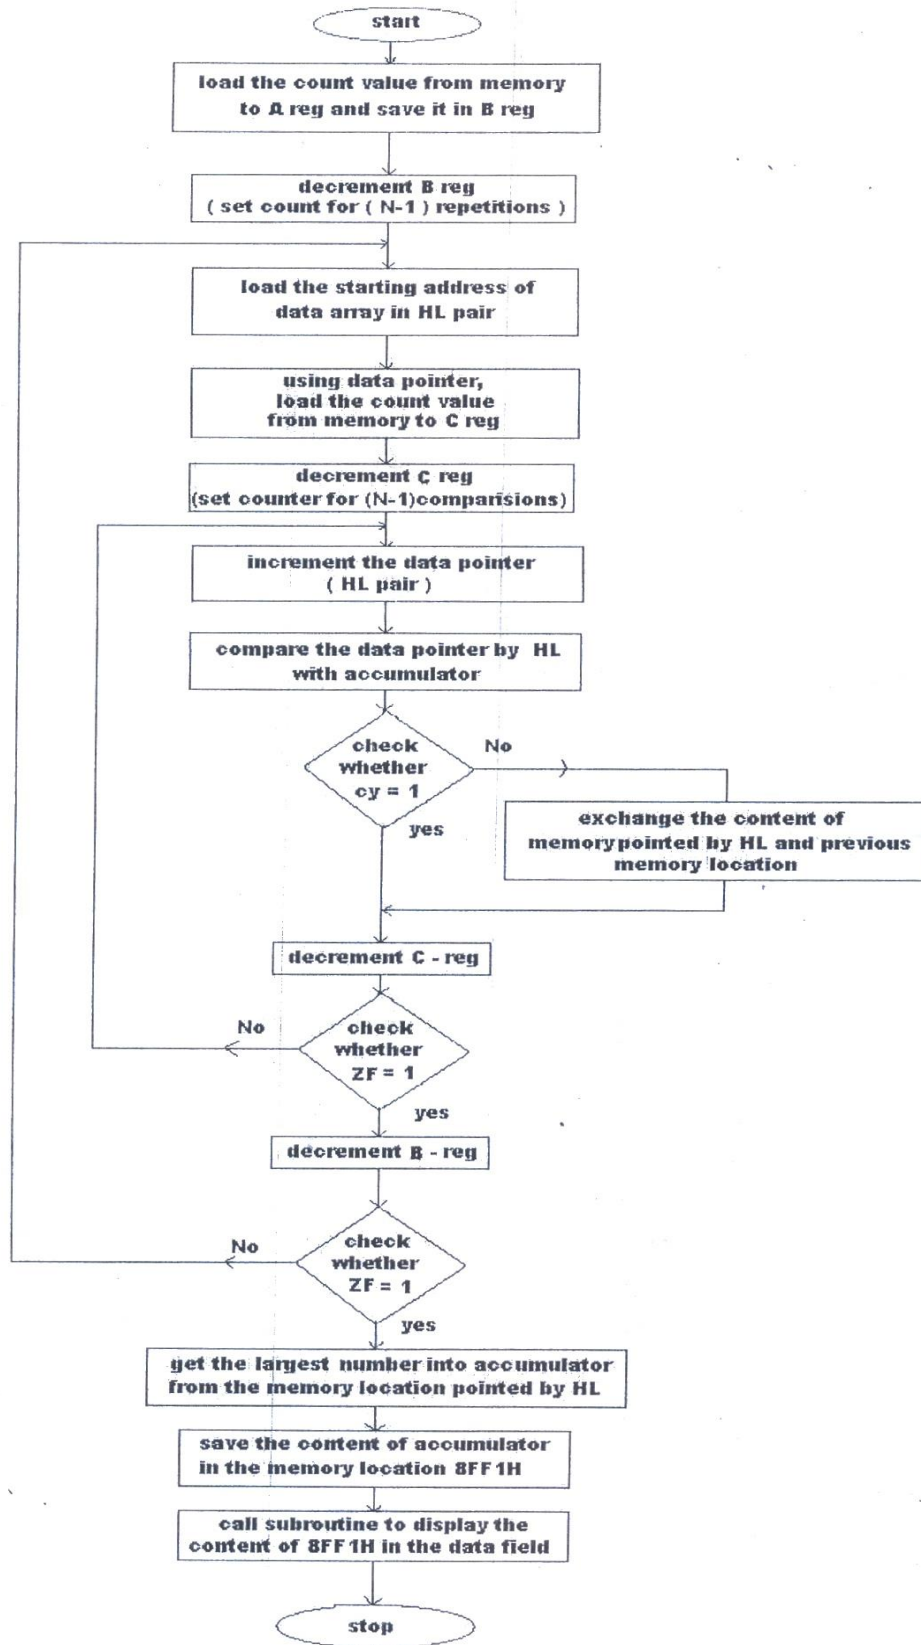 start
load the count value from memory
to A reg and save it in B reg
decrement B reg
( set count for ( N-1 ) repetitions )
load the starting address of
data array in HL pair
using data pointer,
load the count value
from memory to C reg
decrement C reg
(set counter for (N-1)comparisions)
increment the data pointer
( HL pair )
compare the data pointer by HL
with accumulator
check
whether
cy = 1
No
yes
exchange the content of
memory pointed by HL and previous
memory location
decrement C - reg
check
whether
ZF = 1
No
yes
decrement B - reg
check
whether
ZF = 1
No
yes
get the largest number into accumulator
from the memory location pointed by HL
save the content of accumulator
in the memory location 8FF1H
call subroutine to display the
content of 8FF1H in the data field
stop